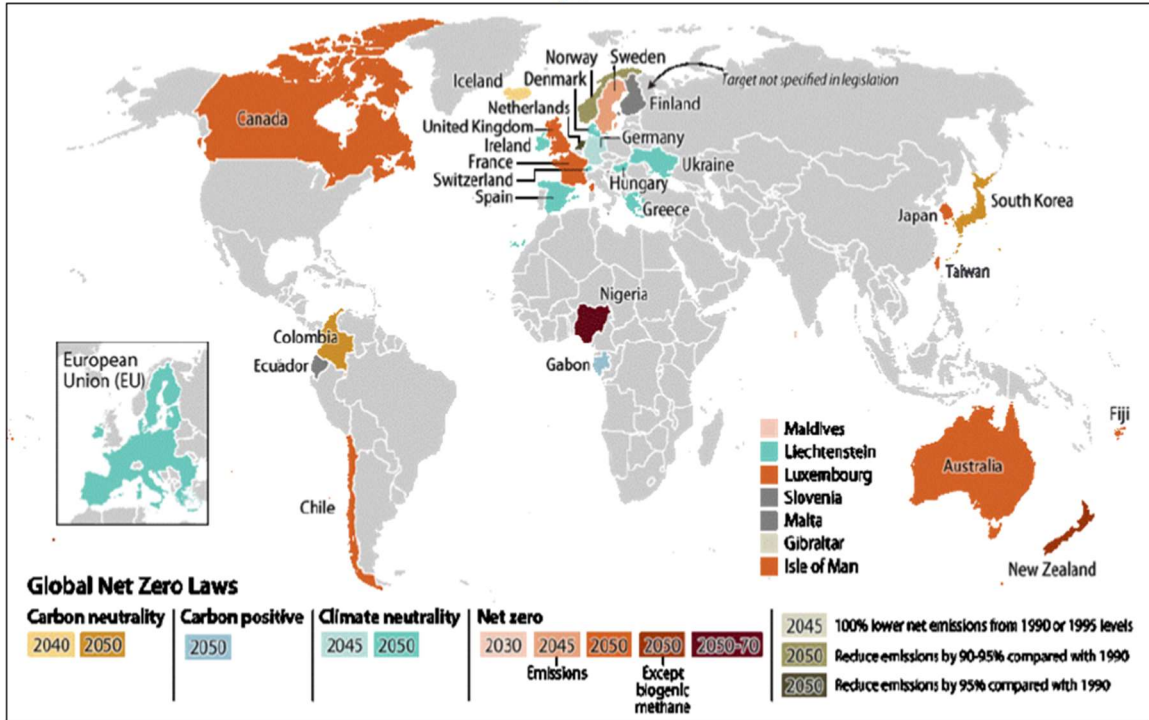 Norway Sweden
Iceland Denmark
Target not specified in legislation
Netherlands
Finland
Canada
United Kingdom
Ireland
Germany
France
Ukraine
Switzerland
Hungary
Spain
Greece
Japan
South Korea
Taiwan
Nigeria
Colombia
Ecuador
Gabon
European
Union (EU)
Fiji
Maldives
Liechtenstein
Luxembourg
Slovenia
Malta
Gibraltar
Isle of Man
Australia
Chile
New Zealand
Global Net Zero Laws
Carbon neutrality
2040 2050
Carbon positive
2050
Climate neutrality
2045 2050
Net zero
2030 2045 2050 2050 2050-70
Emissions
Except
biogenic
methane
2045 100% lower net emissions from 1990 or 1995 levels
2050 Reduce emissions by 90-95% compared with 1990
2050 Reduce emissions by 95% compared with 1990